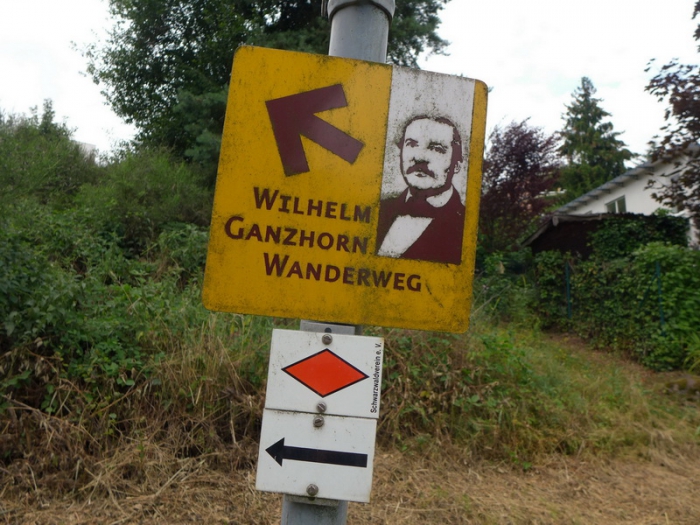 WILHELM
GANZHORN
WANDERWEG
Schwarzwaldverein e.V.